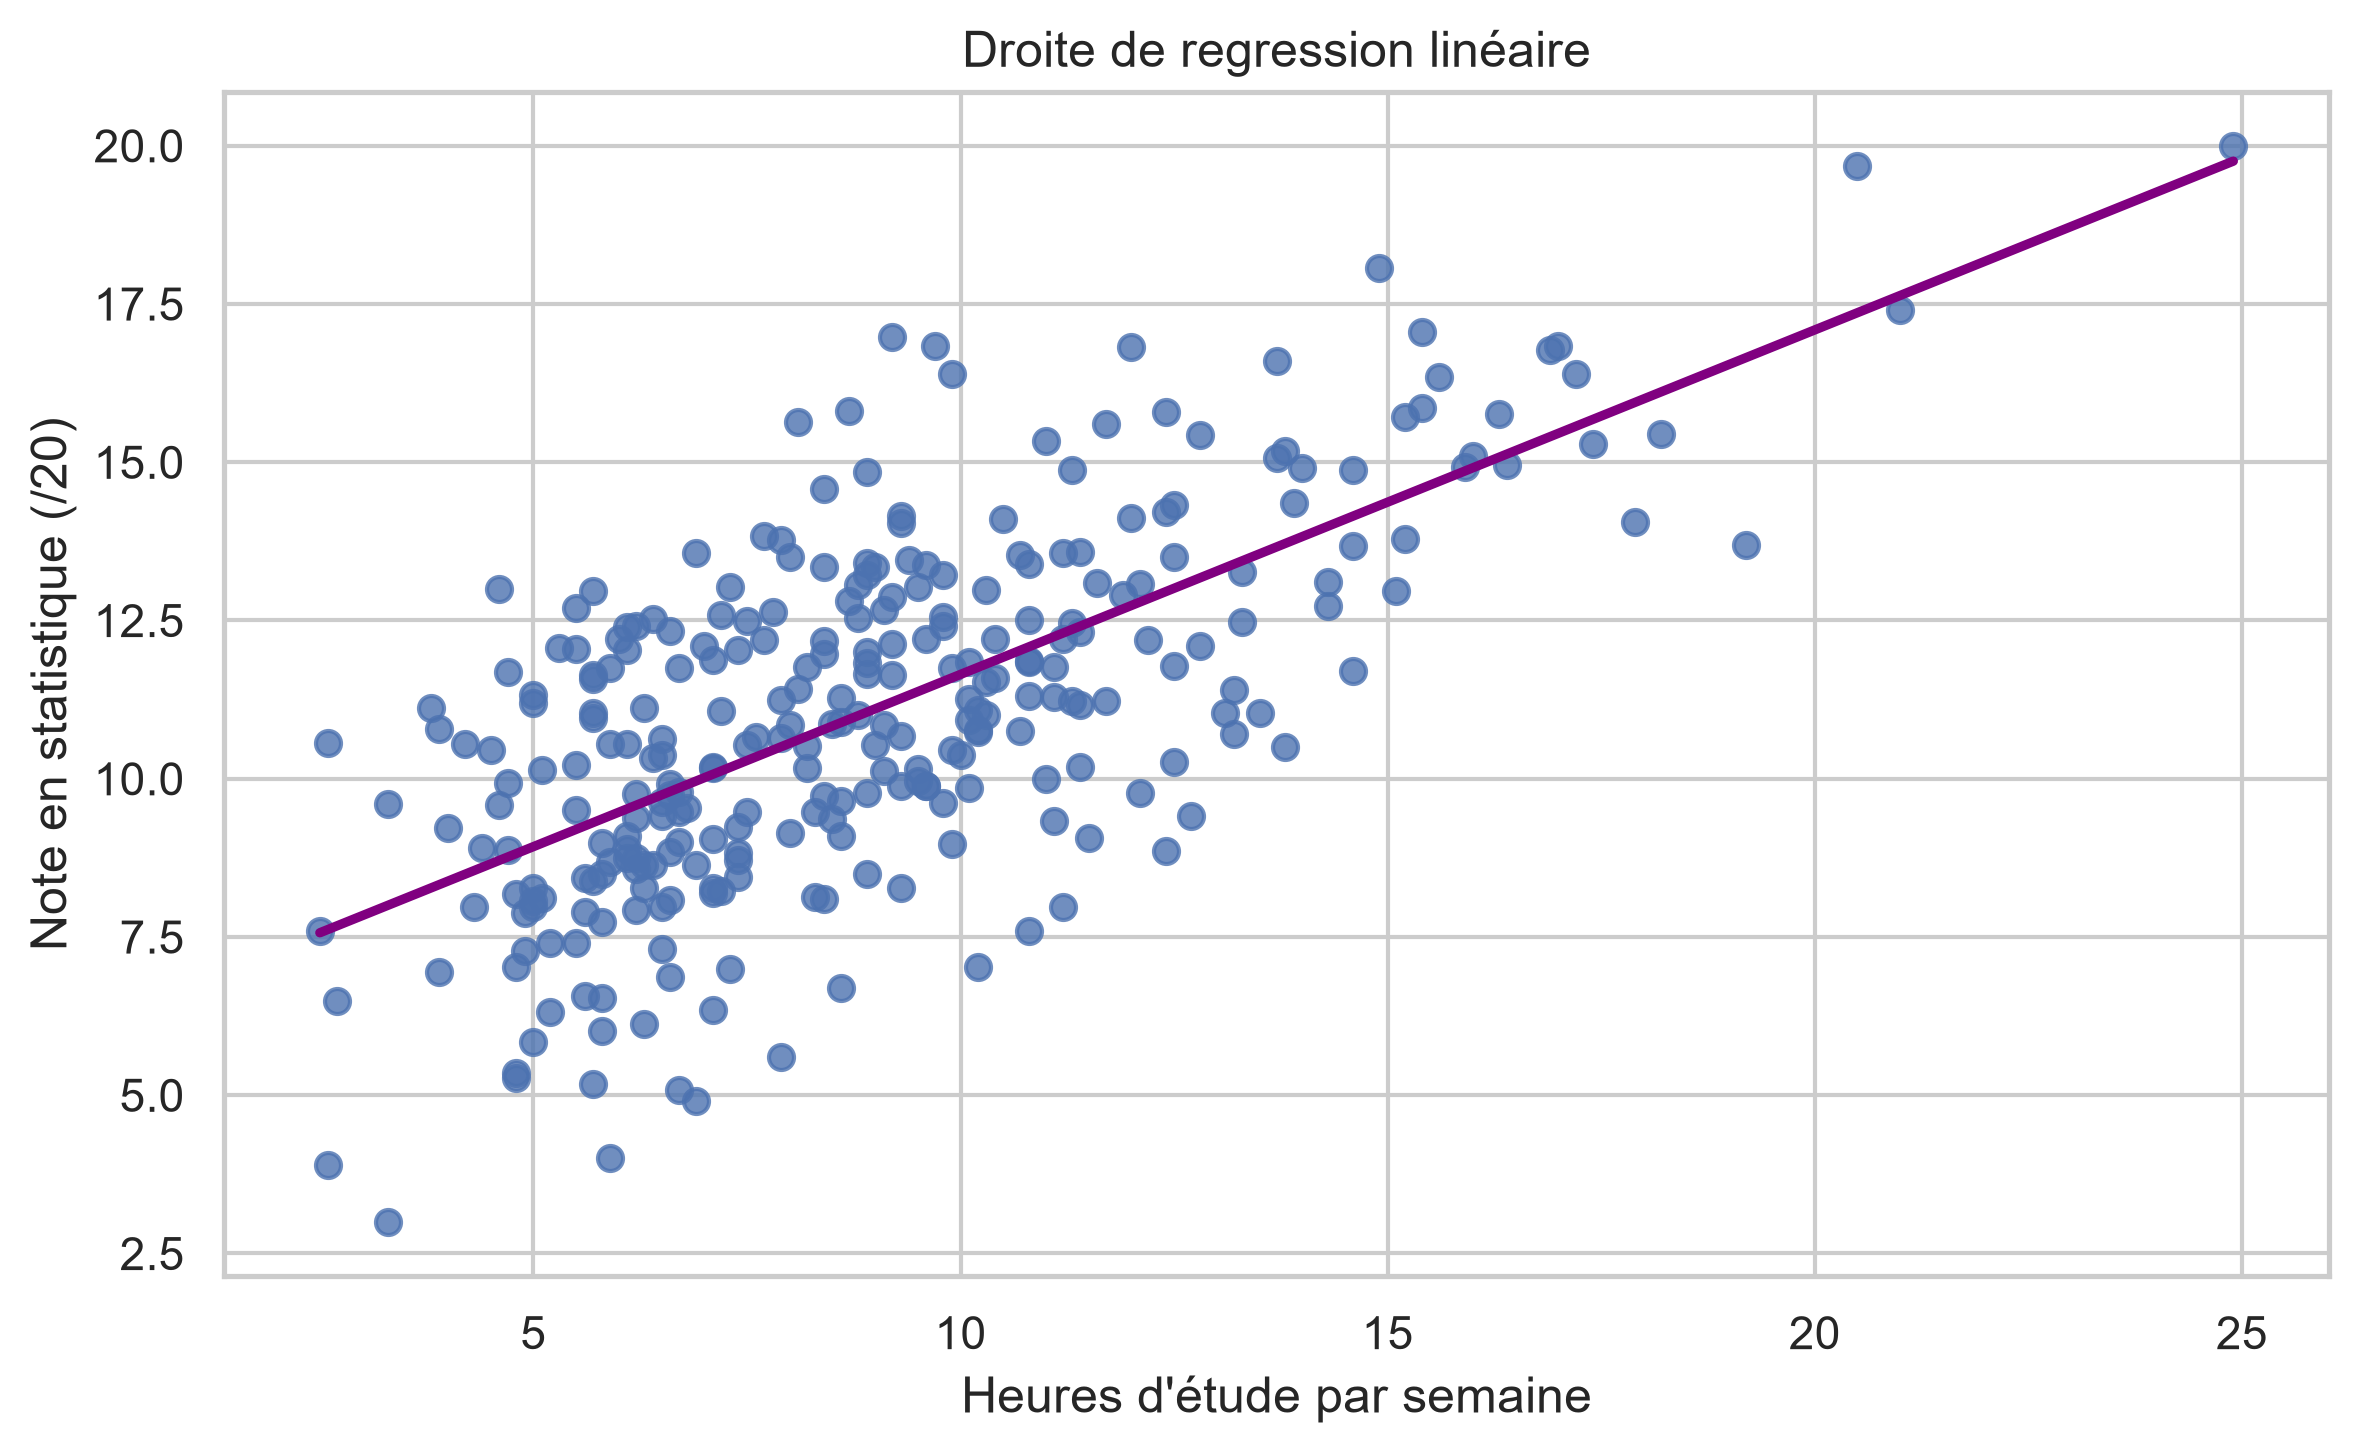 Droite de regression linéaire
20.0
17.5
15.0
12.5
10.0
7.5
5.0
2.5
Note en statistique (/20)
5 10 15 20 25
Heures d'étude par semaine